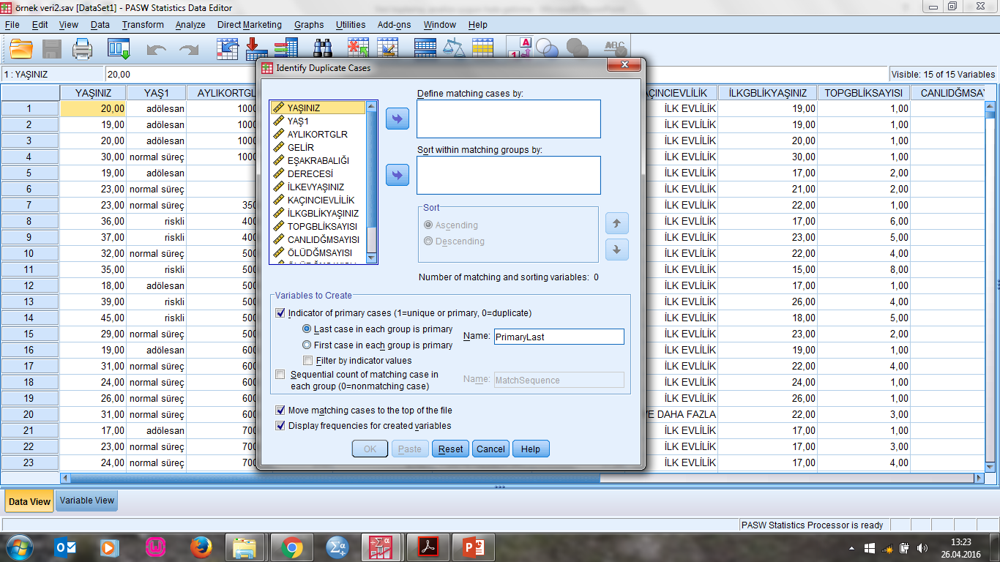 örnek veri2.sav [DataSet1] - PASW Statistics Data Editor
File Edit View Data Transform Analyze Direct Marketing Graphs Utilities Add-ons Window Help
1 : YAŞINIZ 20,00 Visible: 15 of 15 Variables
Identify Duplicate Cases
YAŞINIZ
YAŞ1
AYLIKORTGLR
GELİR
EŞAKRABALIĞI
DERECESİ
İLKEVYAŞINIZ
KAÇINCIEVLİLİK
İLKGBLİKYAŞINIZ
TOPGBLİKSAYISI
CANLIDĞMSAYISI
ÖLÜDĞMSAYISI
Define matching cases by:
Sort within matching groups by:
Sort
Ascending
Descending
Number of matching and sorting variables: 0
Variables to Create
Indicator of primary cases (1=unique or primary, 0=duplicate)
Last case in each group is primary
First case in each group is primary
Name: PrimaryLast
Filter by indicator values
Sequential count of matching case in
each group (0=nonmatching case)
Name: MatchSequence
Move matching cases to the top of the file
Display frequencies for created variables
OK Paste Reset Cancel Help
YAŞINIZ YAŞ1 AYLIKORTGL AÇINCIEVLİLİK İLKGBLİKYAŞINIZ TOPGBLİKSAYISI CANLIDĞMSAY
1 20,00 adölesan 1000 İLK EVLİLİK 19,00 1,00
2 19,00 adölesan 1000 İLK EVLİLİK 19,00 1,00
3 20,00 adölesan 1000 İLK EVLİLİK 20,00 1,00
4 30,00 normal süreç 1000 İLK EVLİLİK 30,00 1,00
5 19,00 adölesan İLK EVLİLİK 17,00 2,00
6 23,00 normal süreç İLK EVLİLİK 21,00 2,00
7 23,00 normal süreç 350 İLK EVLİLİK 22,00 1,00
8 36,00 riskli 400 İLK EVLİLİK 17,00 6,00
9 37,00 riskli 400 İLK EVLİLİK 23,00 5,00
10 32,00 normal süreç 500 İLK EVLİLİK 22,00 4,00
11 35,00 riskli 500 İLK EVLİLİK 15,00 8,00
12 18,00 adölesan 500 İLK EVLİLİK 17,00 1,00
13 39,00 riskli 500 İLK EVLİLİK 26,00 4,00
14 45,00 riskli 500 İLK EVLİLİK 18,00 5,00
15 29,00 normal süreç 500 İLK EVLİLİK 23,00 2,00
16 19,00 adölesan 600 İLK EVLİLİK 19,00 1,00
17 31,00 normal süreç 600 İLK EVLİLİK 22,00 4,00
18 24,00 normal süreç 600 İLK EVLİLİK 24,00 1,00
19 26,00 normal süreç 600 İLK EVLİLİK 26,00 1,00
20 31,00 normal süreç 600 VE DAHA FAZLA 22,00 3,00
21 17,00 adölesan 700 İLK EVLİLİK 17,00 1,00
22 23,00 normal süreç 700 İLK EVLİLİK 17,00 3,00
23 24,00 normal süreç 700 İLK EVLİLİK 17,00 4,00
Data View Variable View
PASW Statistics Processor is ready
13:23
26.04.2016